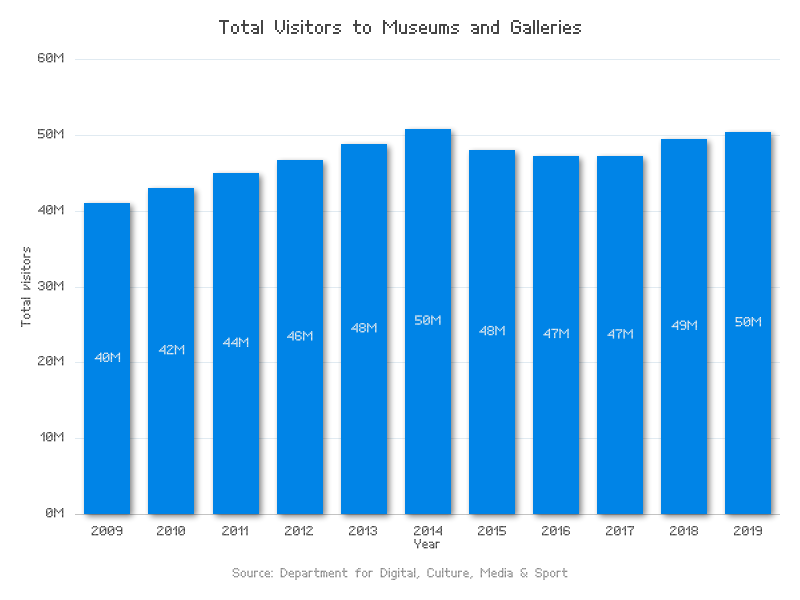 Total Visitors to Museums and Galleries
60M
50M
40M
30M
20M
10M
0M
Total visitors
40M
42M
44M
46M
48M
50M
48M
47M
47M
49M
50M
2009 2010 2011 2012 2013 2014 2015 2016 2017 2018 2019
Year
Source: Department for Digital, Culture, Media & Sport